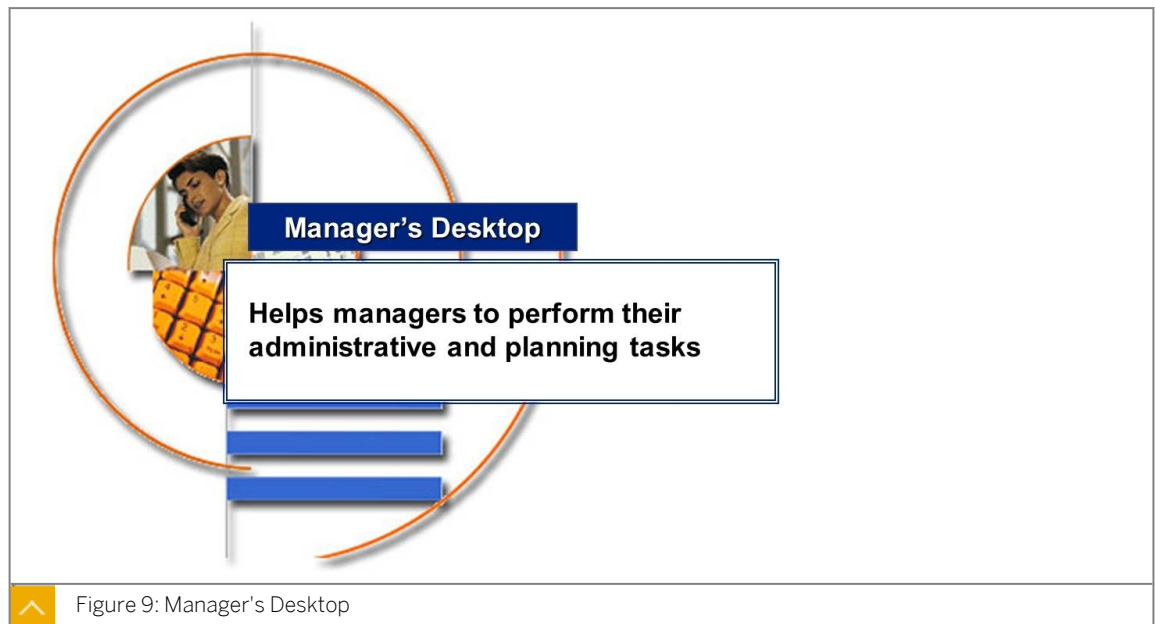 Manager’s Desktop
Helps managers to perform their
administrative and planning tasks
Figure 9: Manager's Desktop